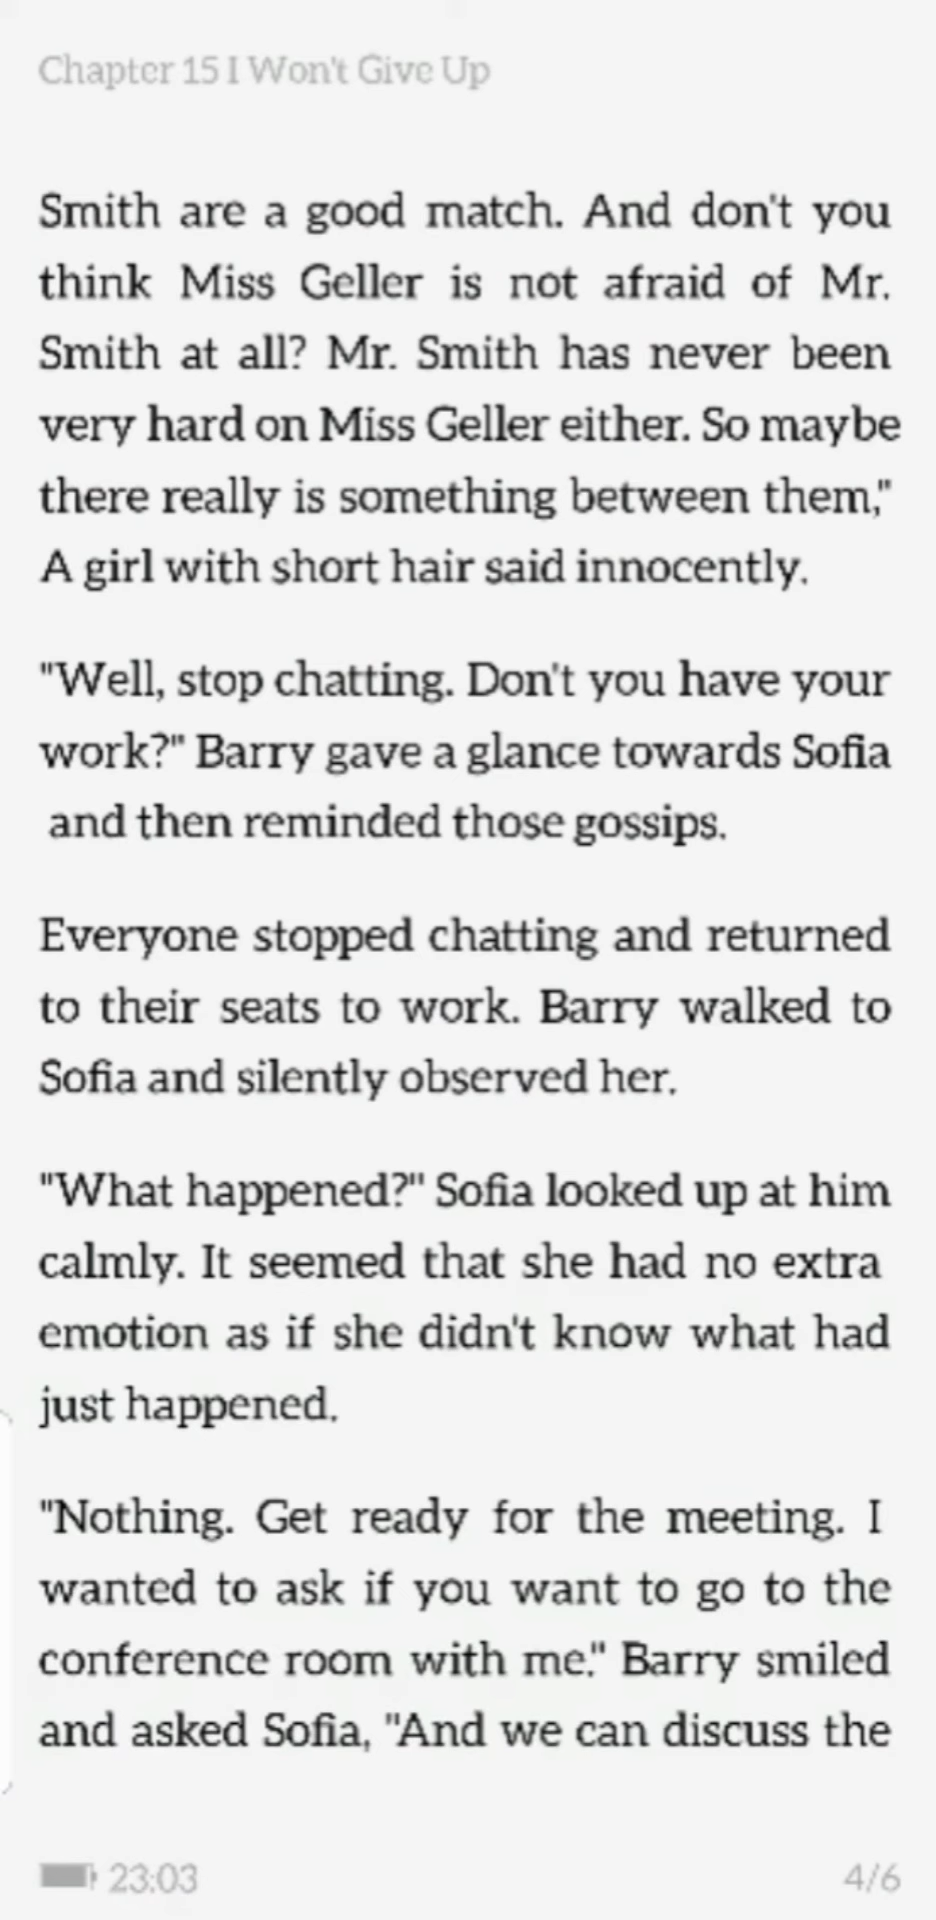 Chapter 15 I Won't Give Up
Smith are a good match. And don't you
think Miss Geller is not afraid of Mr.
Smith at all? Mr. Smith has never been
very hard on Miss Geller either. So maybe
there really is something between them,"
A girl with short hair said innocently.
"Well, stop chatting. Don't you have your
work?" Barry gave a glance towards Sofia
and then reminded those gossips.
Everyone stopped chatting and returned
to their seats to work. Barry walked to
Sofia and silently observed her.
"What happened?" Sofia looked up at him
calmly. It seemed that she had no extra
emotion as if she didn't know what had
just happened.
"Nothing. Get ready for the meeting. I
wanted to ask if you want to go to the
conference room with me." Barry smiled
and asked Sofia, "And we can discuss the
23:03
4/6